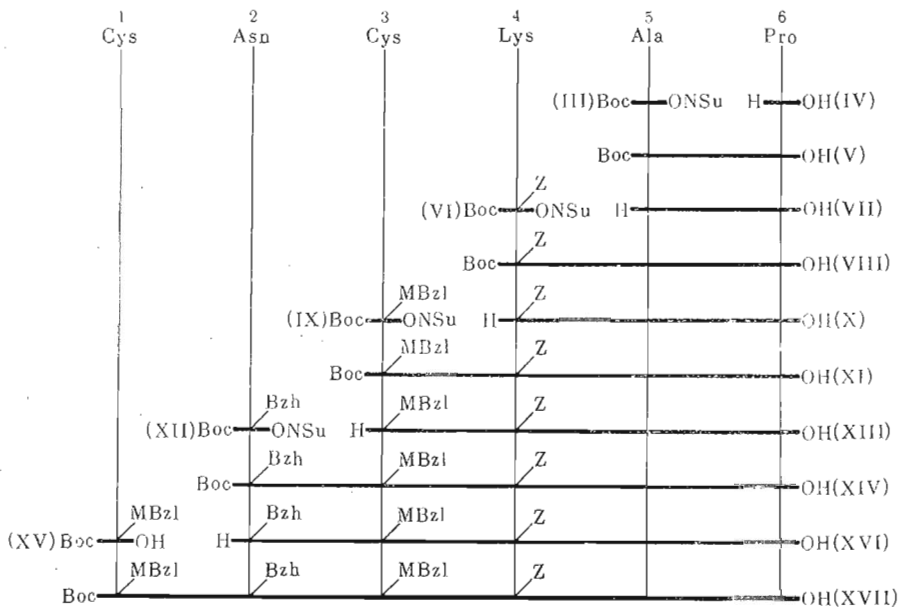 1 2 3 4 5 6
Cys Asn Cys Lys Ala Pro
(III)Boc ONSu H OH(IV)
Boc OH(V)
Z
(VI)Boc ONSu H OH(VII)
Z
Boc OH(VIII)
MBzl Z
(IX)Boc ONSu H OH(X)
MBzl Z
Boc OH(XI)
Bzh MBzl Z
(XII)Boc ONSu H OH(XIII)
Bzh MBzl Z
Boc OH(XIV)
MBzl Bzh MBzl Z
(XV)Boc OH H OH(XVI)
MBzl Bzh MBzl Z
Boc OH(XVII)